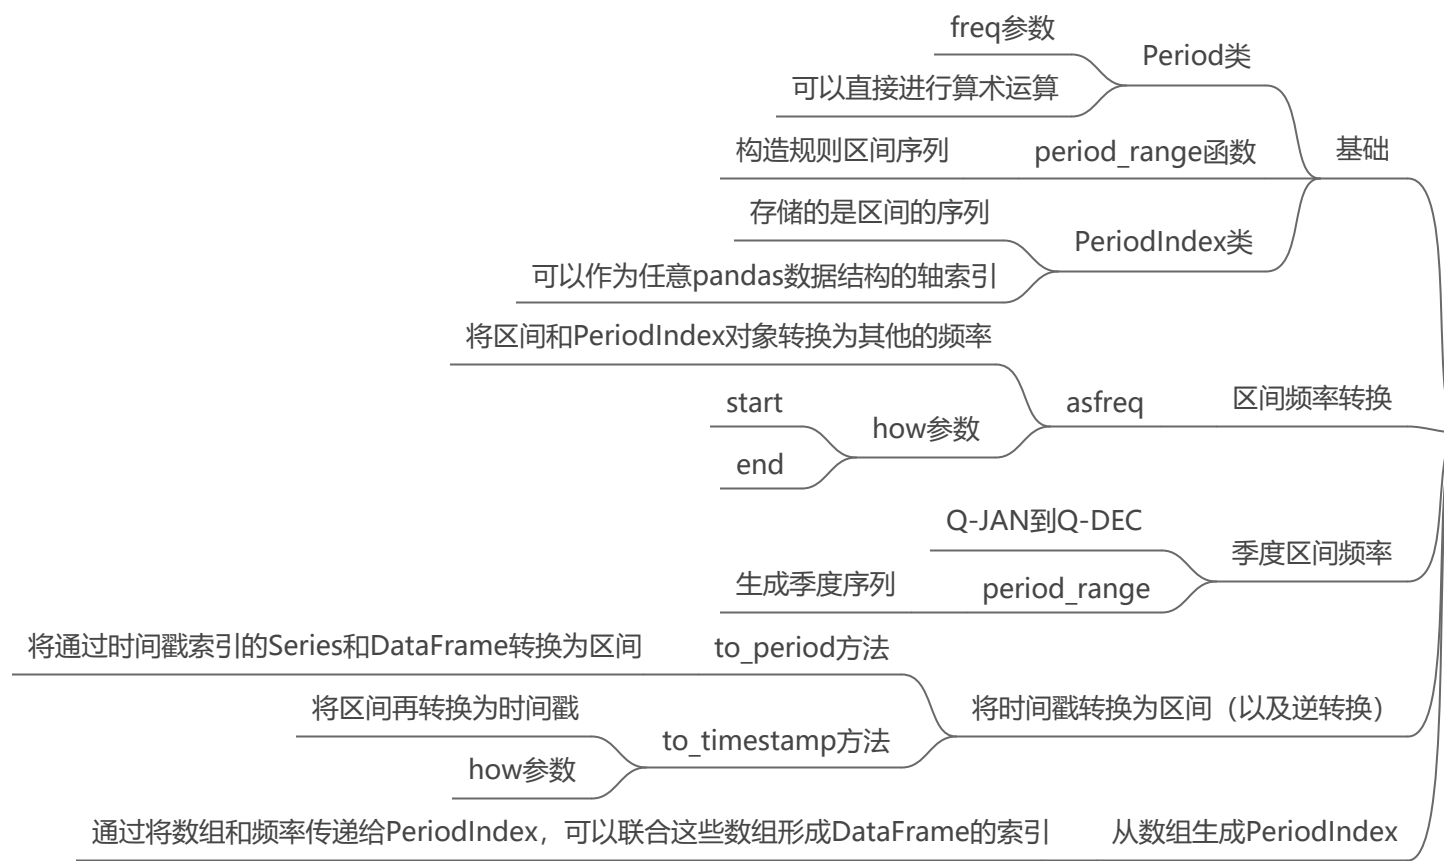 freq参数
Period类
可以直接进行算术运算
构造规则区间序列
period_range函数
基础
存储的是区间的序列
PeriodIndex类
可以作为任意pandas数据结构的轴索引
将区间和PeriodIndex对象转换为其他的频率
start
how参数
asfreq
区间频率转换
end
Q-JAN到Q-DEC
季度区间频率
生成季度序列
period_range
将通过时间戳索引的Series和DataFrame转换为区间
to_period方法
将区间再转换为时间戳
将时间戳转换为区间（以及逆转换）
to_timestamp方法
how参数
通过将数组和频率传递给PeriodIndex，可以联合这些数组形成DataFrame的索引
从数组生成PeriodIndex